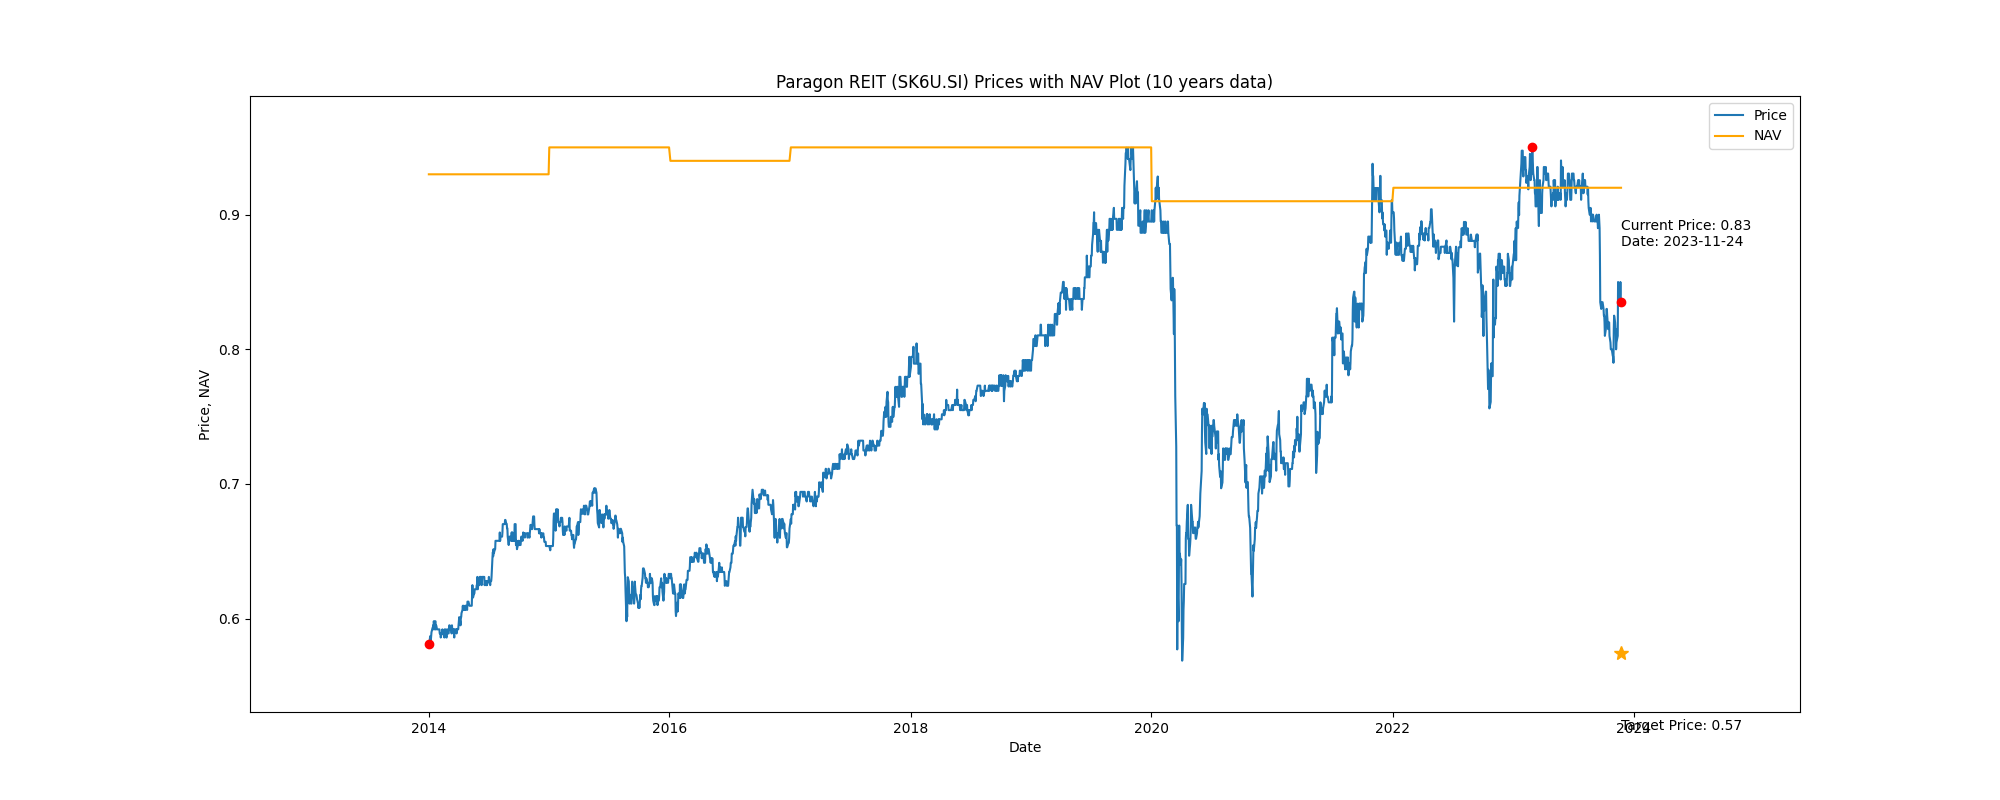 Paragon REIT (SK6U.SI) Prices with NAV Plot (10 years data)
Price
NAV
0.9
Current Price: 0.83
Date: 2023-11-24
0.8
Price, NAV
0.7
0.6
2014
2016
2018
2020
2022
2024
Target Price: 0.57
Date